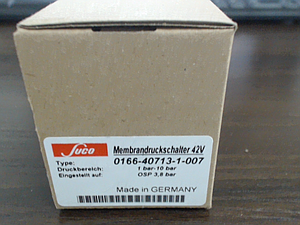 Suco Membrandruckschalter 42V
Type: 0166-40713-1-007
Druckbereich: 1 bar-10 bar
Eingestellt auf: OSP 3,8 bar
Made in GERMANY